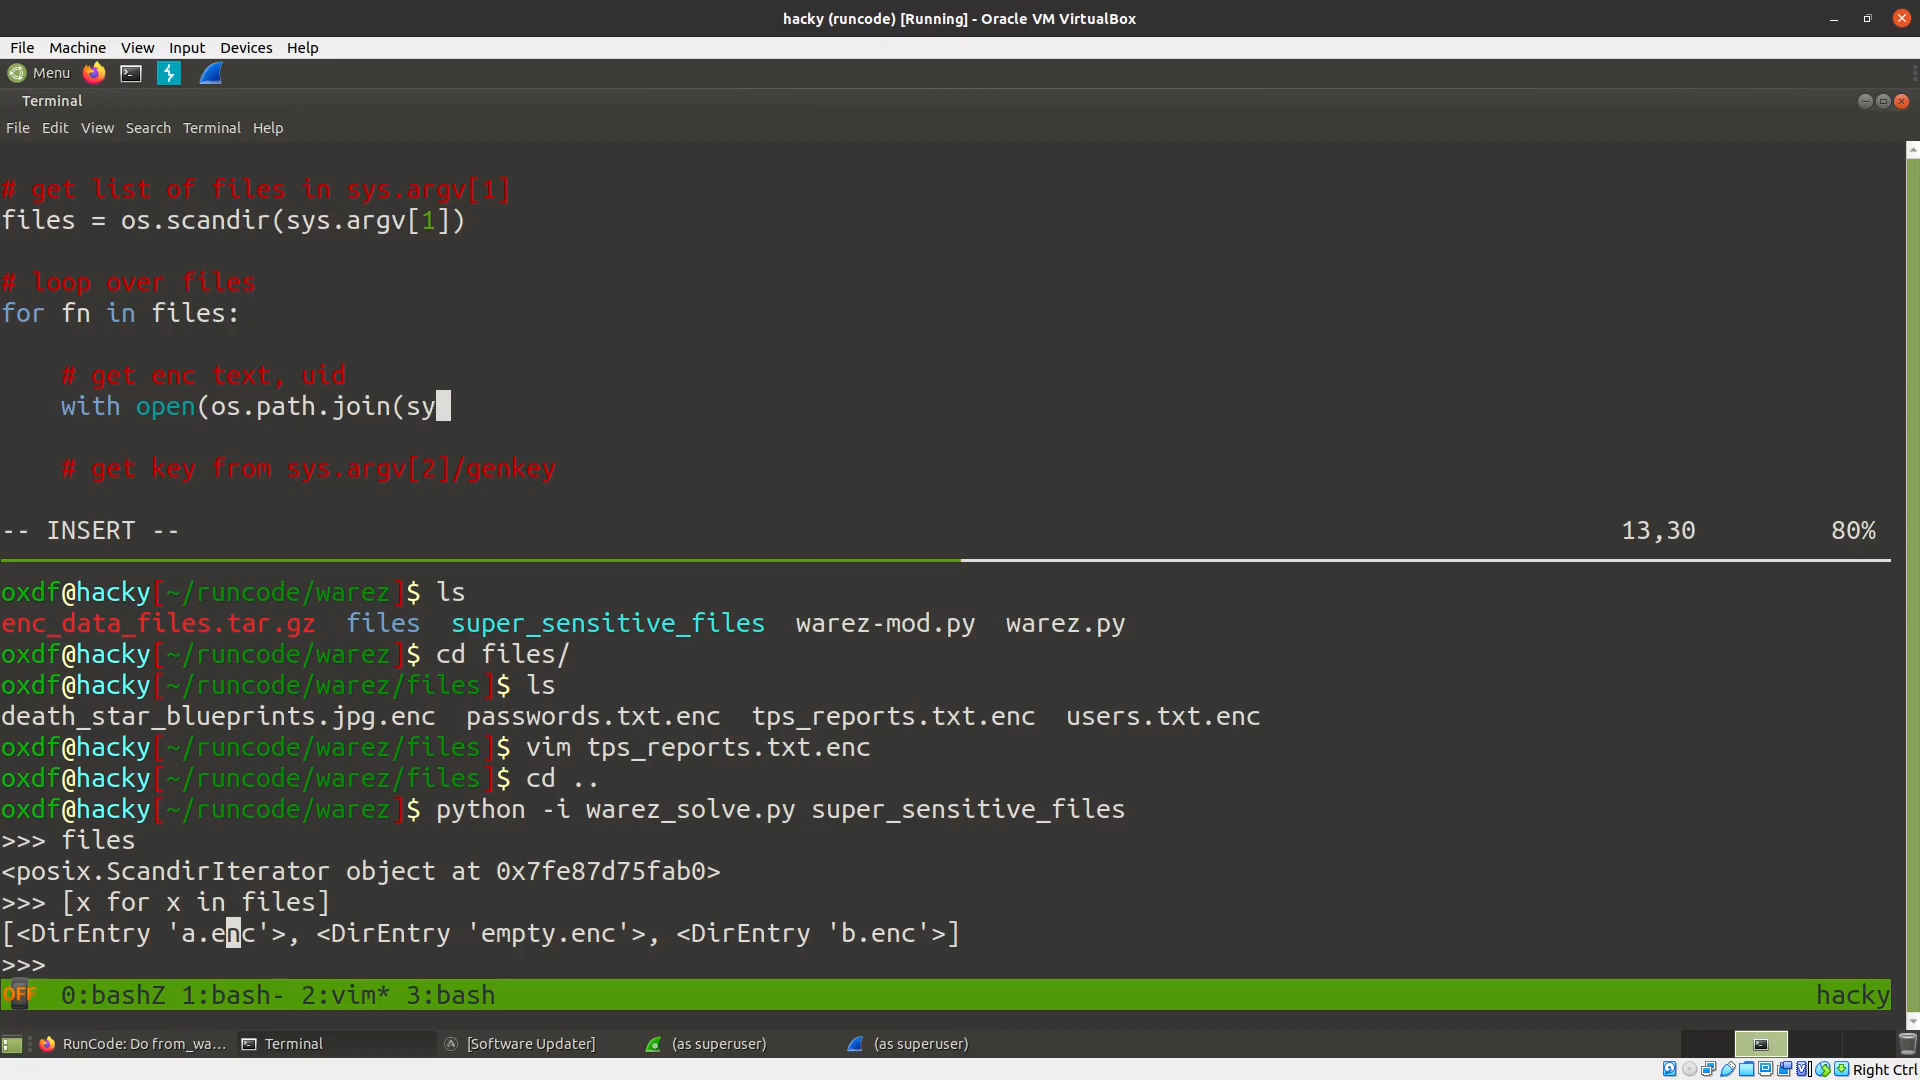 hacky (runcode) [Running] - Oracle VM VirtualBox
File Machine View Input Devices Help
Menu
Terminal
File Edit View Search Terminal Help
# get list of files in sys.argv[1]
files = os.scandir(sys.argv[1])
# loop over files
for fn in files:
# get enc text, uid
with open(os.path.join(sy
# get key from sys.argv[2]/genkey
-- INSERT -- 13,30 80%
oxdf@hacky[~/runcode/warez]$ ls
enc_data_files.tar.gz files super_sensitive_files warez-mod.py warez.py
oxdf@hacky[~/runcode/warez]$ cd files/
oxdf@hacky[~/runcode/warez/files]$ ls
death_star_blueprints.jpg.enc passwords.txt.enc tps_reports.txt.enc users.txt.enc
oxdf@hacky[~/runcode/warez/files]$ vim tps_reports.txt.enc
oxdf@hacky[~/runcode/warez/files]$ cd ..
oxdf@hacky[~/runcode/warez]$ python -i warez_solve.py super_sensitive_files
>>> files
<posix.ScandirIterator object at 0x7fe87d75fab0>
>>> [x for x in files]
[<DirEntry 'a.enc'>, <DirEntry 'empty.enc'>, <DirEntry 'b.enc'>]
>>>
OFF 0:bashZ 1:bash- 2:vim* 3:bash hacky
RunCode: Do from_wa... Terminal [Software Updater] (as superuser) (as superuser)
Right Ctrl